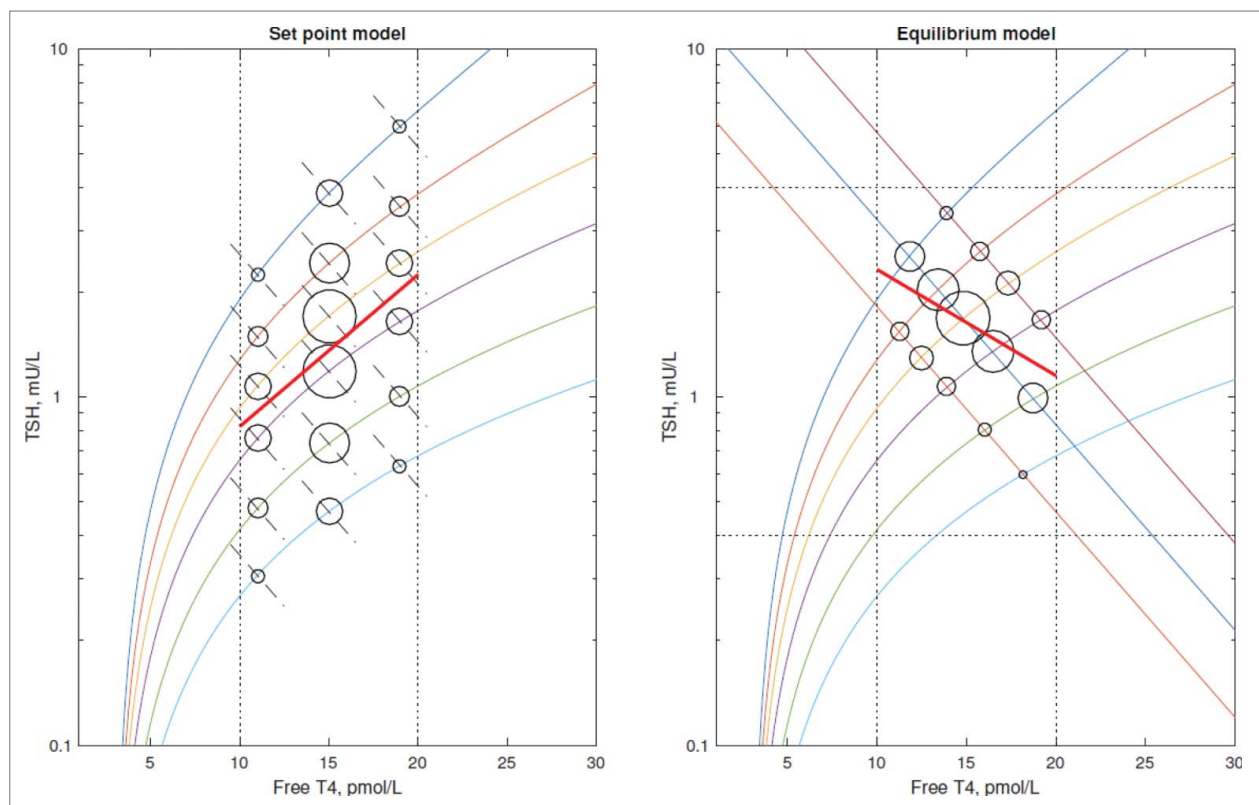 Set point model
10
1
0.1
TSH, mU/L
5 10 15 20 25 30
Free T4, pmol/L
Equilibrium model
10
1
0.1
TSH, mU/L
5 10 15 20 25 30
Free T4, pmol/L